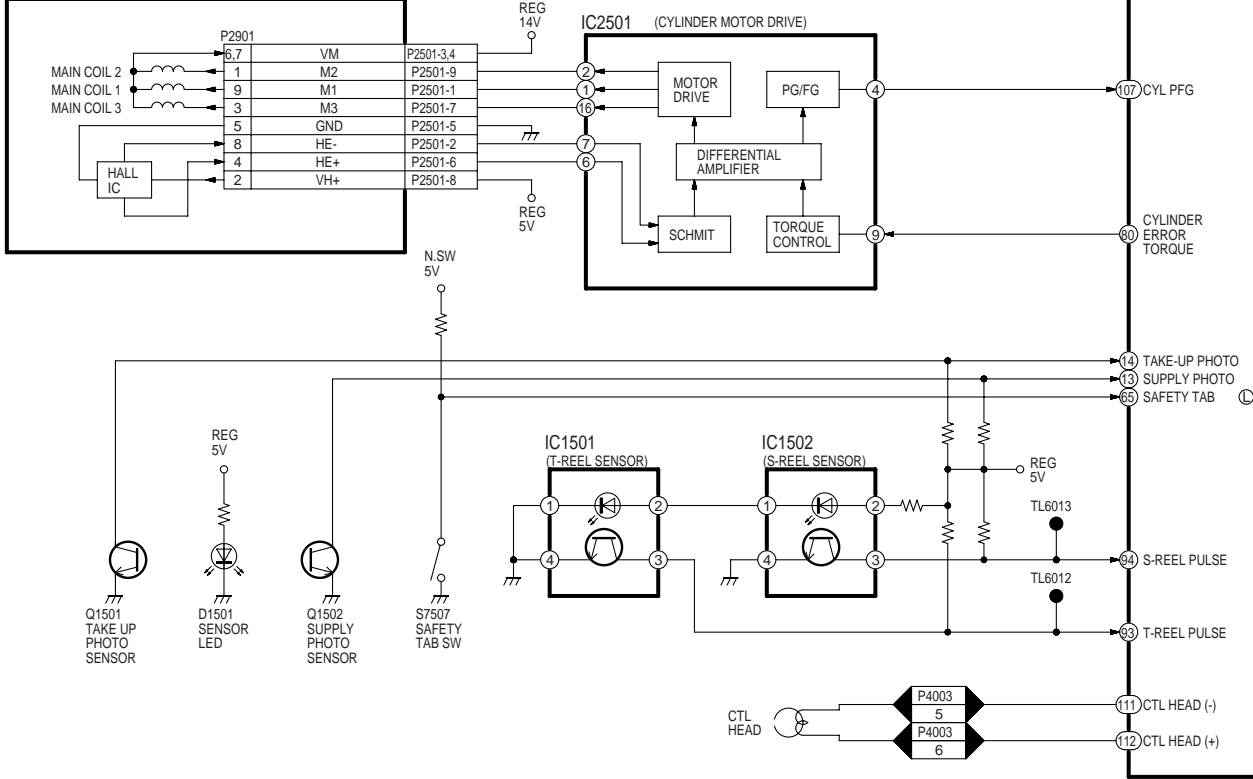 REG
14V
IC2501 (CYLINDER MOTOR DRIVE)
P2901
6,7 VM P2501-3,4
MAIN COIL 2 1 M2 P2501-9 2
MAIN COIL 1 9 M1 P2501-1 1
MAIN COIL 3 3 M3 P2501-7 16
5 GND P2501-5
8 HE- P2501-2 7
4 HE+ P2501-6 6
2 VH+ P2501-8
HALL
IC
REG
5V
MOTOR
DRIVE
PG/FG
4
107 CYL PFG
DIFFERENTIAL
AMPLIFIER
SCHMIT
TORQUE
CONTROL
9
80
CYLINDER
ERROR
TORQUE
N.SW
5V
14 TAKE-UP PHOTO
13 SUPPLY PHOTO
65 SAFETY TAB L
REG
5V
IC1501
(T-REEL SENSOR)
IC1502
(S-REEL SENSOR)
REG
5V
1 2 1 2
TL6013
4 3 4 3
94 S-REEL PULSE
TL6012
93 T-REEL PULSE
Q1501
TAKE UP
PHOTO
SENSOR
D1501
SENSOR
LED
Q1502
SUPPLY
PHOTO
SENSOR
S7507
SAFETY
TAB SW
CTL
HEAD
P4003
5
111 CTL HEAD (-)
P4003
6
112 CTL HEAD (+)